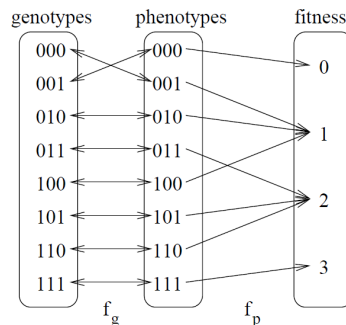 genotypes phenotypes fitness
000 000 0
001 001
010 010 1
011 011
100 100 2
101 101
110 110 3
111 111
f_g f_p